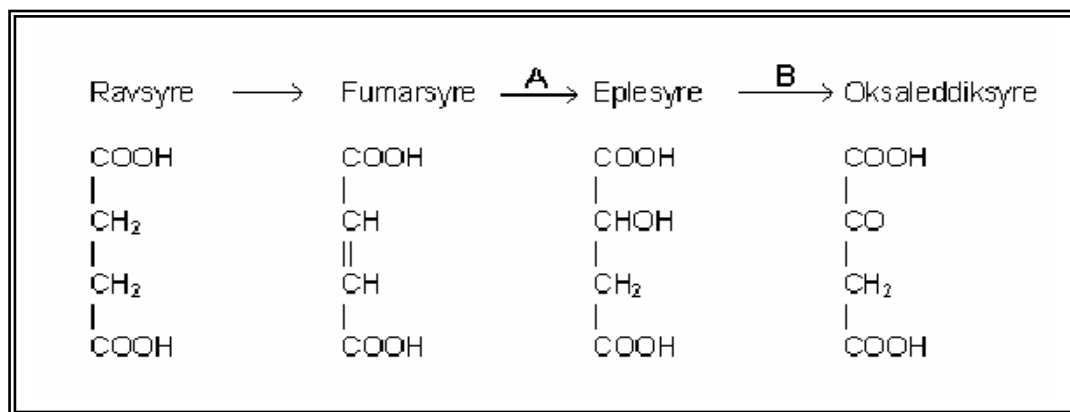 Ravsyre ⟶ Fumarsyre A⟶ Eplesyre B⟶ Oksaleddiksyre
COOH COOH COOH COOH
| | | |
CH₂ CH CHOH CO
| || | |
CH₂ CH CH₂ CH₂
| | | |
COOH COOH COOH COOH